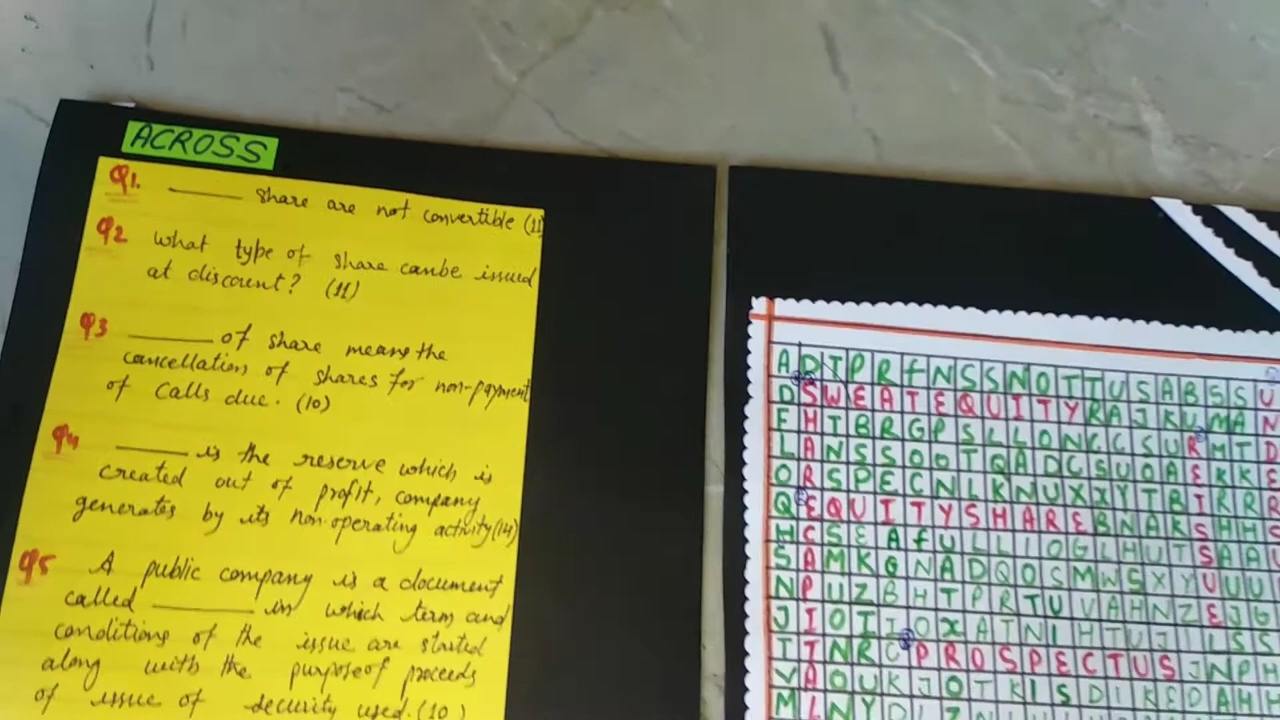 ACROSS
Q1. ______ share are not convertible (11)
Q2 What type of share canbe issued
at discount? (11)
Q3 ______ of share means the
cancellation of shares for non-payment
of calls due. (10)
Q4 ______ is the reserve which is
created out of profit, company
generates by its non-operating activity(14)
Q5 A public company is a document
called ______ in which term and
conditions of the issue are started
along with the purpose of proceeds
of issue of security used. (10)
A D T P R F N S S N O T T U S A B S S U
D S W E A T E Q U I T Y R A J K U M A N
F H T B R G P S L L O N C C S U R M T D
L A N S S O O T Q A D C S U O A E K K E
O R S P E C N L K N U X X Y T B I R R R
Q E Q U I T Y S H A R E B N A K S H H S
H C S E A F U L L I O G L H U T S A A
S A M K G N A D Q O S M W S X Y U U U
N P U Z B H T P R T U V A H N Z E J G
J I O T I O X A T N I H T U J I L S S
T T N R C P R O S P E C T U S J N P H
V A O U K J O T K I S D I K E D A H H
M L N Y D I Z